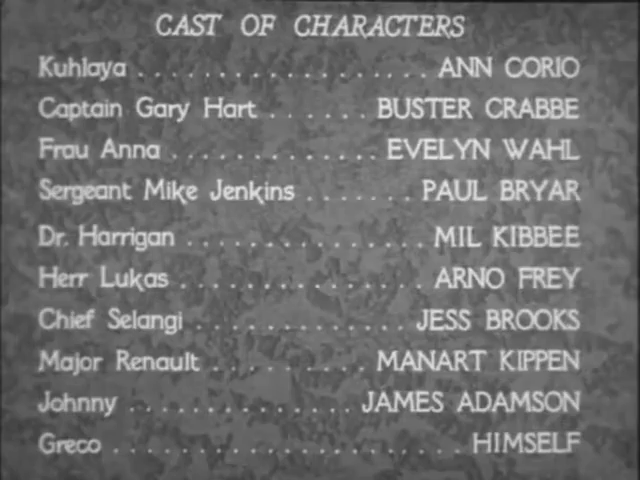 CAST OF CHARACTERS
Kuhlaya . . . . . . . . . . . . . . . . . . ANN CORIO
Captain Gary Hart . . . . . . BUSTER CRABBE
Frau Anna . . . . . . . . . . . . . EVELYN WAHL
Sergeant Mike Jenkins . . . . . . . PAUL BRYAR
Dr. Harrigan . . . . . . . . . . . . . . . MIL KIBBEE
Herr Lukas . . . . . . . . . . . . . . . . ARNO FREY
Chief Selangi . . . . . . . . . . . . . . JESS BROOKS
Major Renault . . . . . . . . . . MANART KIPPEN
Johnny . . . . . . . . . . . . . . JAMES ADAMSON
Greco . . . . . . . . . . . . . . . . . . . . . . HIMSELF